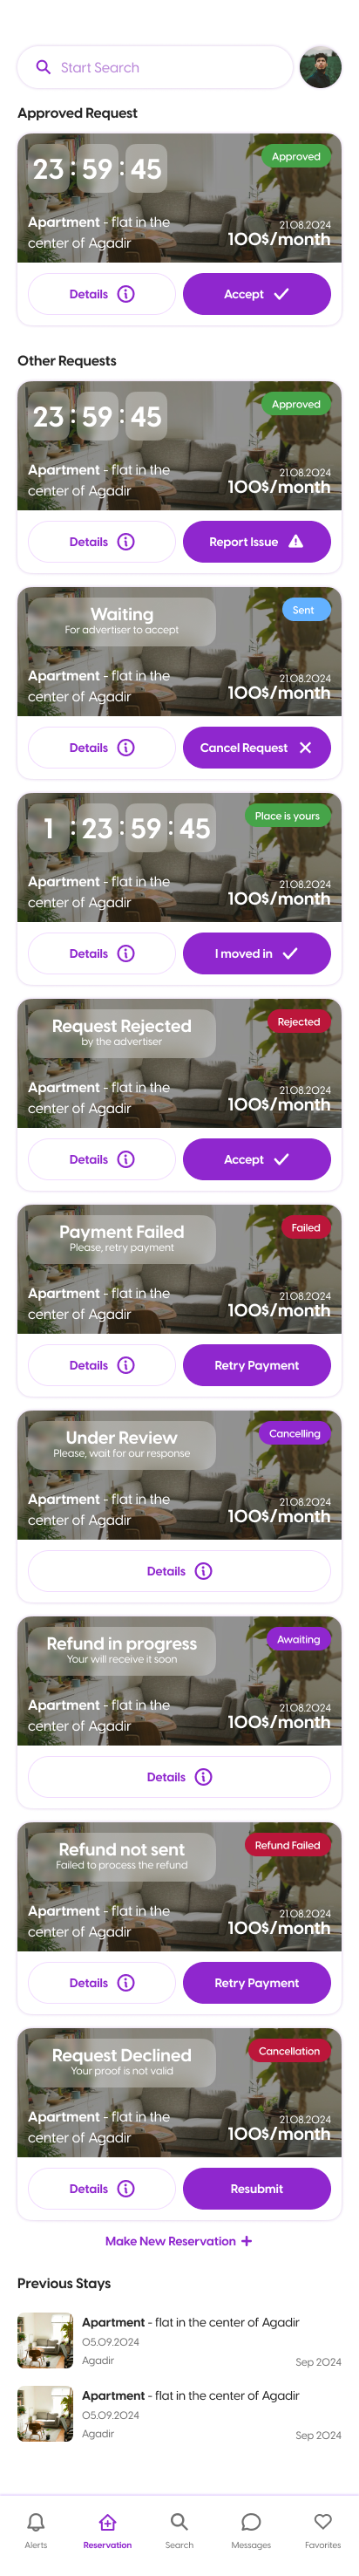 Start Search
Approved Request
23 : 59 : 45
Approved
Apartment - flat in the
center of Agadir
21.08.2024
100$/month
Details
Accept
Other Requests
23 : 59 : 45
Approved
Apartment - flat in the
center of Agadir
21.08.2024
100$/month
Details
Report Issue
Waiting
For advertiser to accept
Sent
Apartment - flat in the
center of Agadir
21.08.2024
100$/month
Details
Cancel Request
1 : 23 : 59 : 45
Place is yours
Apartment - flat in the
center of Agadir
21.08.2024
100$/month
Details
I moved in
Request Rejected
by the advertiser
Rejected
Apartment - flat in the
center of Agadir
21.08.2024
100$/month
Details
Accept
Payment Failed
Please, retry payment
Failed
Apartment - flat in the
center of Agadir
21.08.2024
100$/month
Details
Retry Payment
Under Review
Please, wait for our response
Cancelling
Apartment - flat in the
center of Agadir
21.08.2024
100$/month
Details
Refund in progress
Your will receive it soon
Awaiting
Apartment - flat in the
center of Agadir
21.08.2024
100$/month
Details
Refund not sent
Failed to process the refund
Refund Failed
Apartment - flat in the
center of Agadir
21.08.2024
100$/month
Details
Retry Payment
Request Declined
Your proof is not valid
Cancellation
Apartment - flat in the
center of Agadir
21.08.2024
100$/month
Details
Resubmit
Make New Reservation +
Previous Stays
Apartment - flat in the center of Agadir
05.09.2024
Agadir
Sep 2024
Apartment - flat in the center of Agadir
05.09.2024
Agadir
Sep 2024
Alerts
Reservation
Search
Messages
Favorites